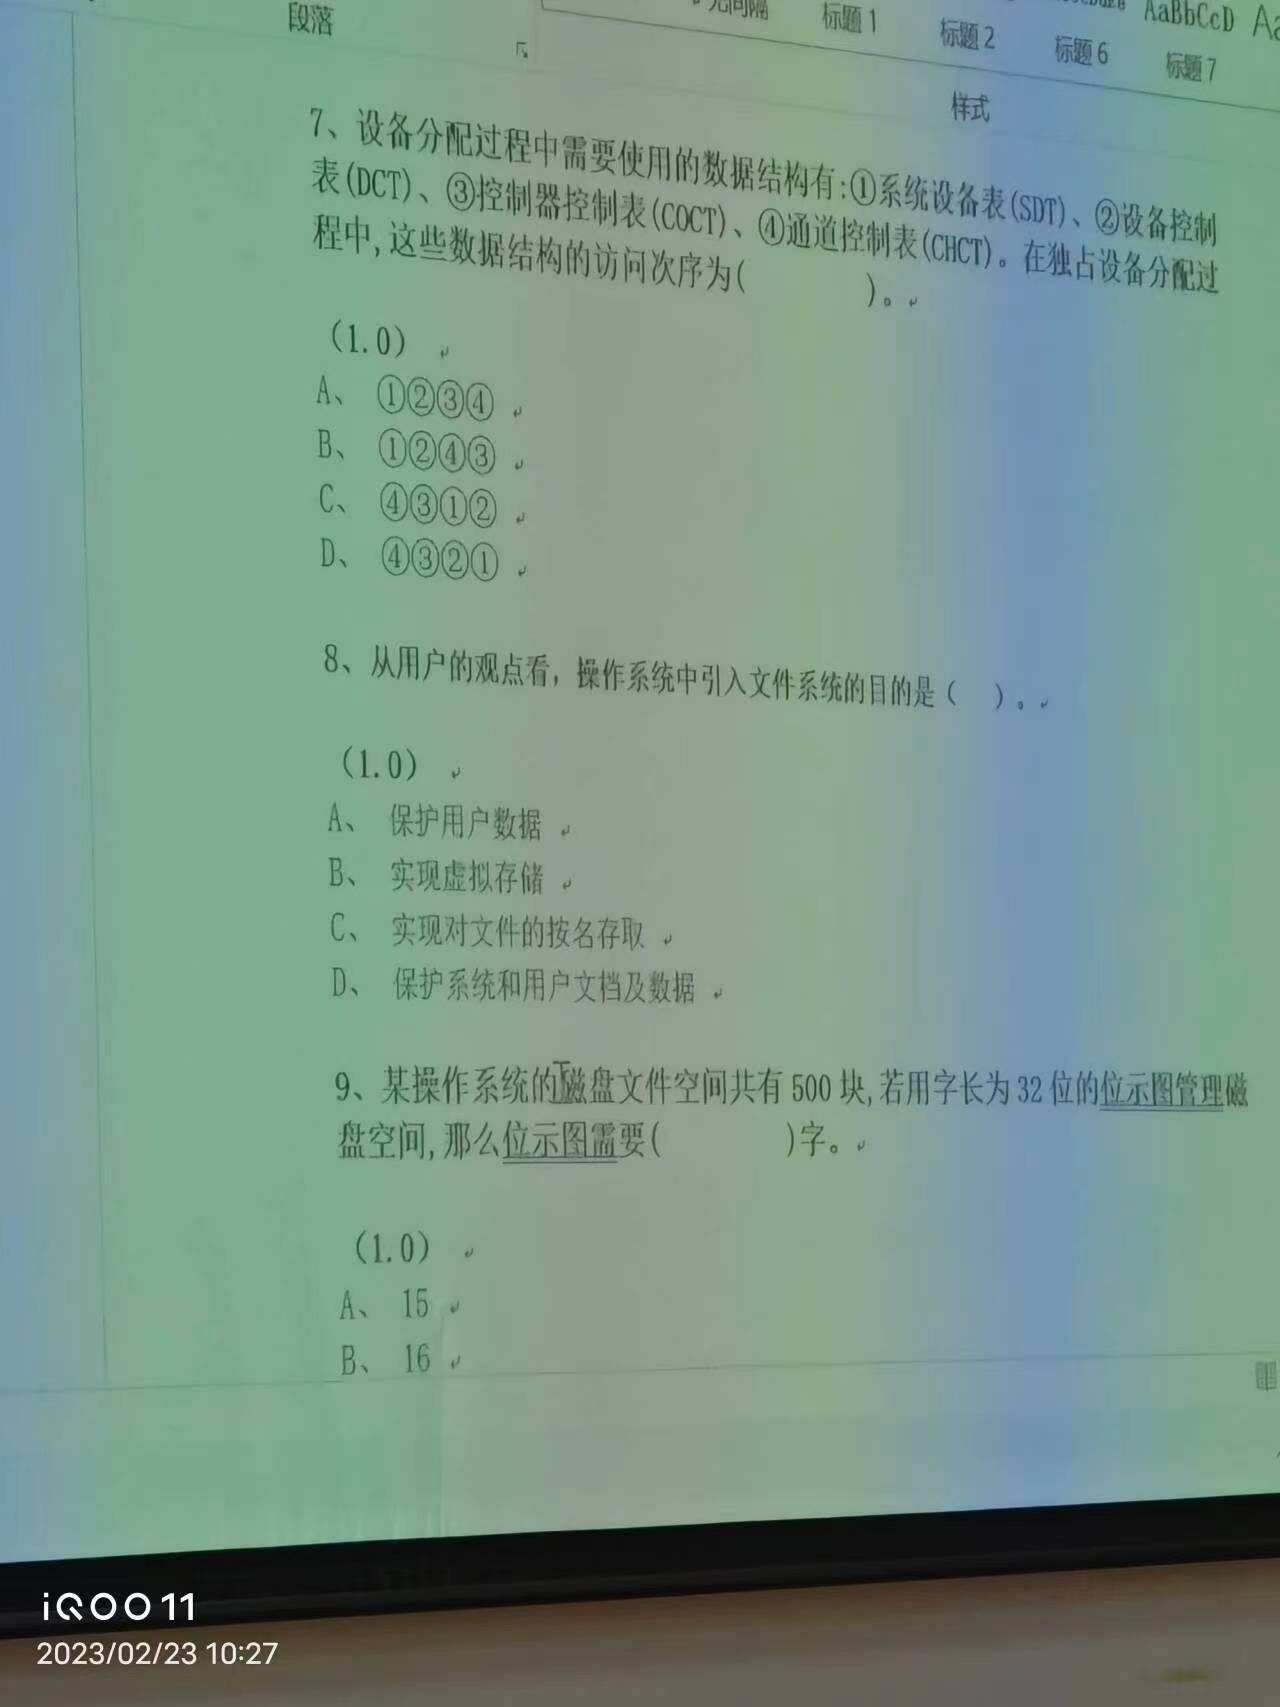 段落
无间隔
标题 1
标题 2
标题 6
AaBbCcD
标题 7
样式
7、设备分配过程中需要使用的数据结构有:①系统设备表(SDT)、②设备控制
表(DCT)、③控制器控制表(COCT)、④通道控制表(CHCT)。在独占设备分配过
程中,这些数据结构的访问次序为( )。
(1.0)
A、 ①②③④
B、 ①②④③
C、 ④③①②
D、 ④③②①
8、从用户的观点看，操作系统中引入文件系统的目的是（ ）。
(1.0)
A、 保护用户数据
B、 实现虚拟存储
C、 实现对文件的按名存取
D、 保护系统和用户文档及数据
9、某操作系统的磁盘文件空间共有 500 块,若用字长为 32 位的位示图管理磁
盘空间,那么位示图需要( )字。
(1.0)
A、 15
B、 16
iQOO 11
2023/02/23 10:27